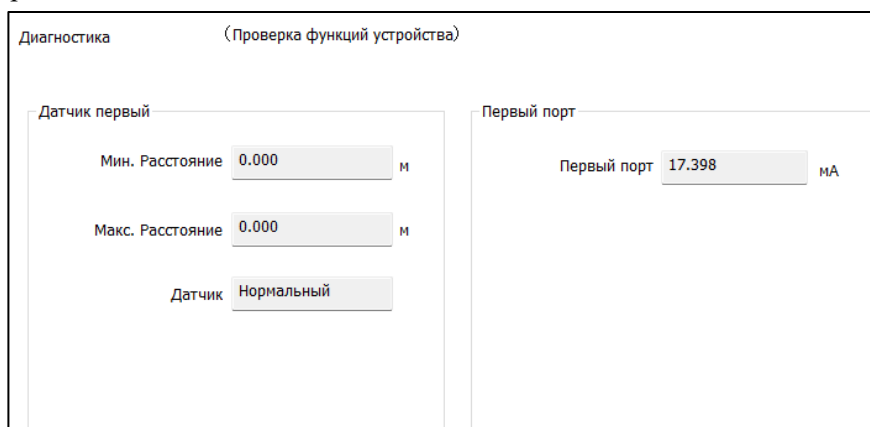 Диагностика (Проверка функций устройства)
Датчик первый
Мин. Расстояние 0.000 м
Макс. Расстояние 0.000 м
Датчик Нормальный
Первый порт
Первый порт 17.398 мА